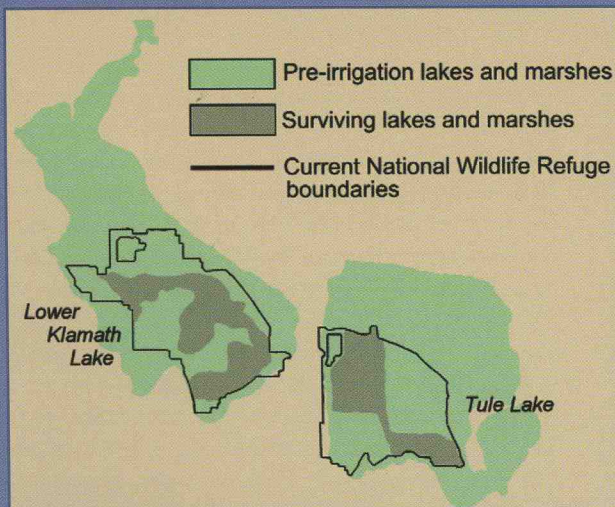 Pre-irrigation lakes and marshes
Surviving lakes and marshes
Current National Wildlife Refuge
boundaries
Lower
Klamath
Lake
Tule Lake